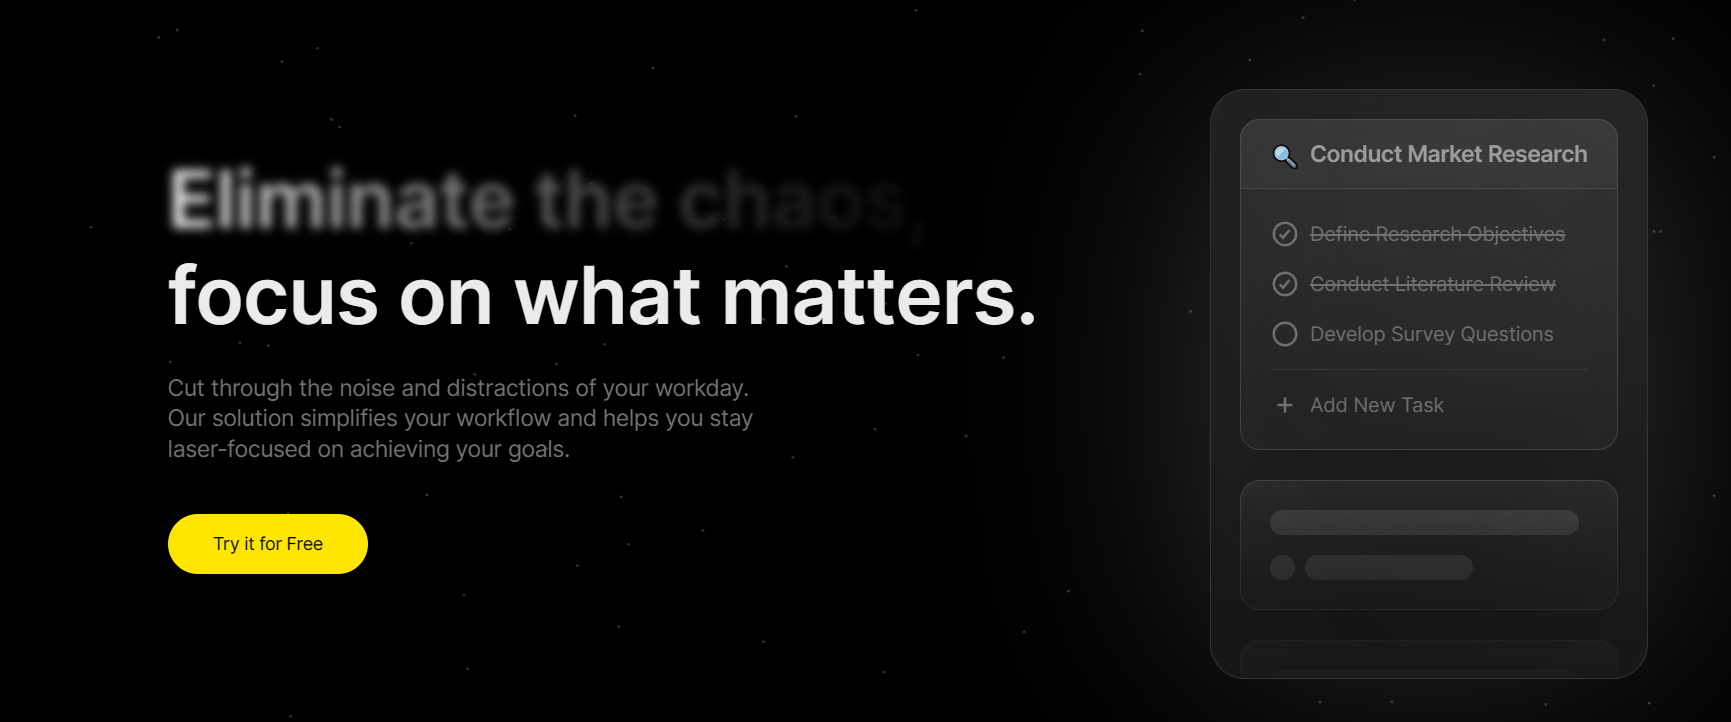 Eliminate the chaos,
focus on what matters.
Cut through the noise and distractions of your workday.
Our solution simplifies your workflow and helps you stay
laser-focused on achieving your goals.
Try it for Free
Conduct Market Research
Define Research Objectives
Conduct Literature Review
Develop Survey Questions
Add New Task